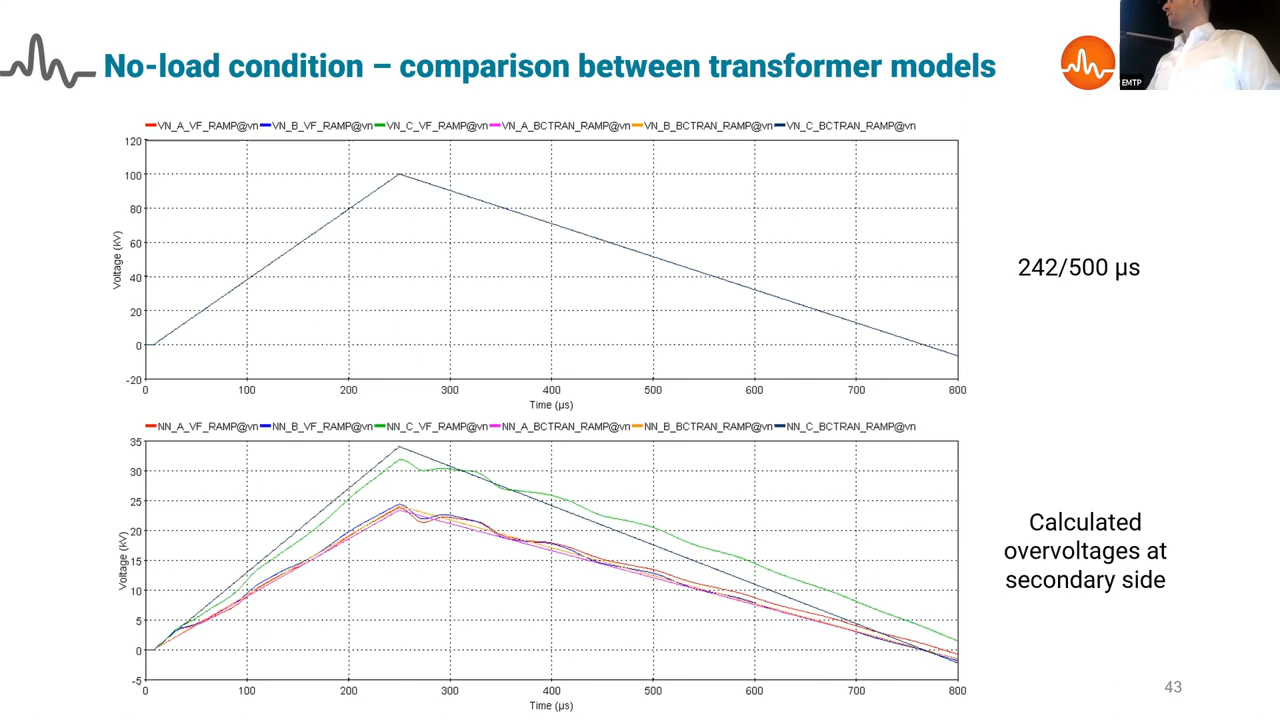 No-load condition – comparison between transformer models
EMTP
VN_A_VF_RAMP@vn VN_B_VF_RAMP@vn VN_C_VF_RAMP@vn VN_A_BCTRAN_RAMP@vn VN_B_BCTRAN_RAMP@vn VN_C_BCTRAN_RAMP@vn
120
100
80
60
40
20
0
-20
Voltage (kV)
0 100 200 300 400 500 600 700 800
Time (µs)
242/500 µs
NN_A_VF_RAMP@vn NN_B_VF_RAMP@vn NN_C_VF_RAMP@vn NN_A_BCTRAN_RAMP@vn NN_B_BCTRAN_RAMP@vn NN_C_BCTRAN_RAMP@vn
35
30
25
20
15
10
5
0
-5
Voltage (kV)
0 100 200 300 400 500 600 700 800
Time (µs)
Calculated
overvoltages at
secondary side
43